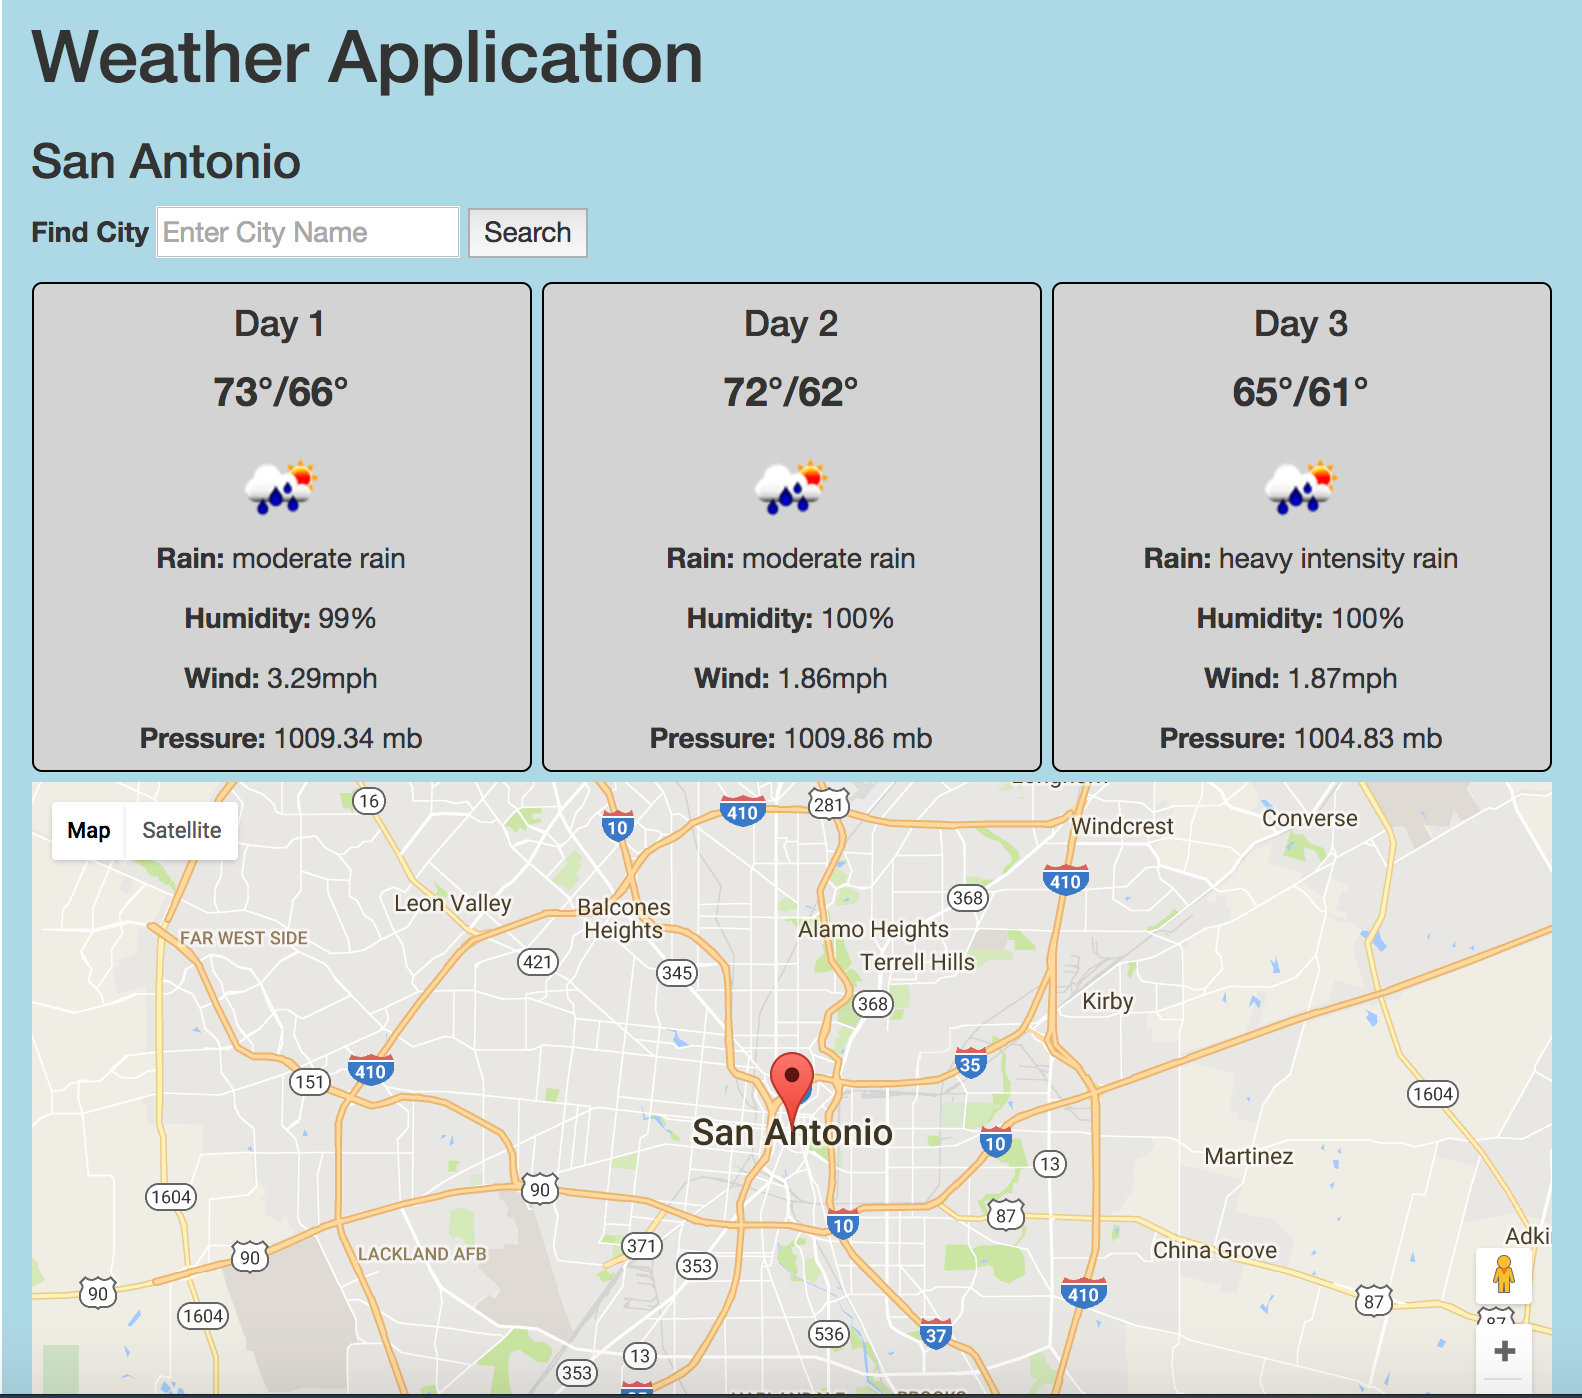 Weather Application
San Antonio
Find City Enter City Name Search
Day 1
73°/66°
Rain: moderate rain
Humidity: 99%
Wind: 3.29mph
Pressure: 1009.34 mb
Day 2
72°/62°
Rain: moderate rain
Humidity: 100%
Wind: 1.86mph
Pressure: 1009.86 mb
Day 3
65°/61°
Rain: heavy intensity rain
Humidity: 100%
Wind: 1.87mph
Pressure: 1004.83 mb
Map Satellite
16
10
410
281
Windcrest
Converse
410
Leon Valley
Balcones
Heights
368
Alamo Heights
FAR WEST SIDE
421
345
Terrell Hills
368
Kirby
410
151
35
1604
San Antonio
10
13
Martinez
1604
90
87
10
371
353
LACKLAND AFB
90
China Grove
Adki
90
410
87
1604
536
37
87
13
353
+